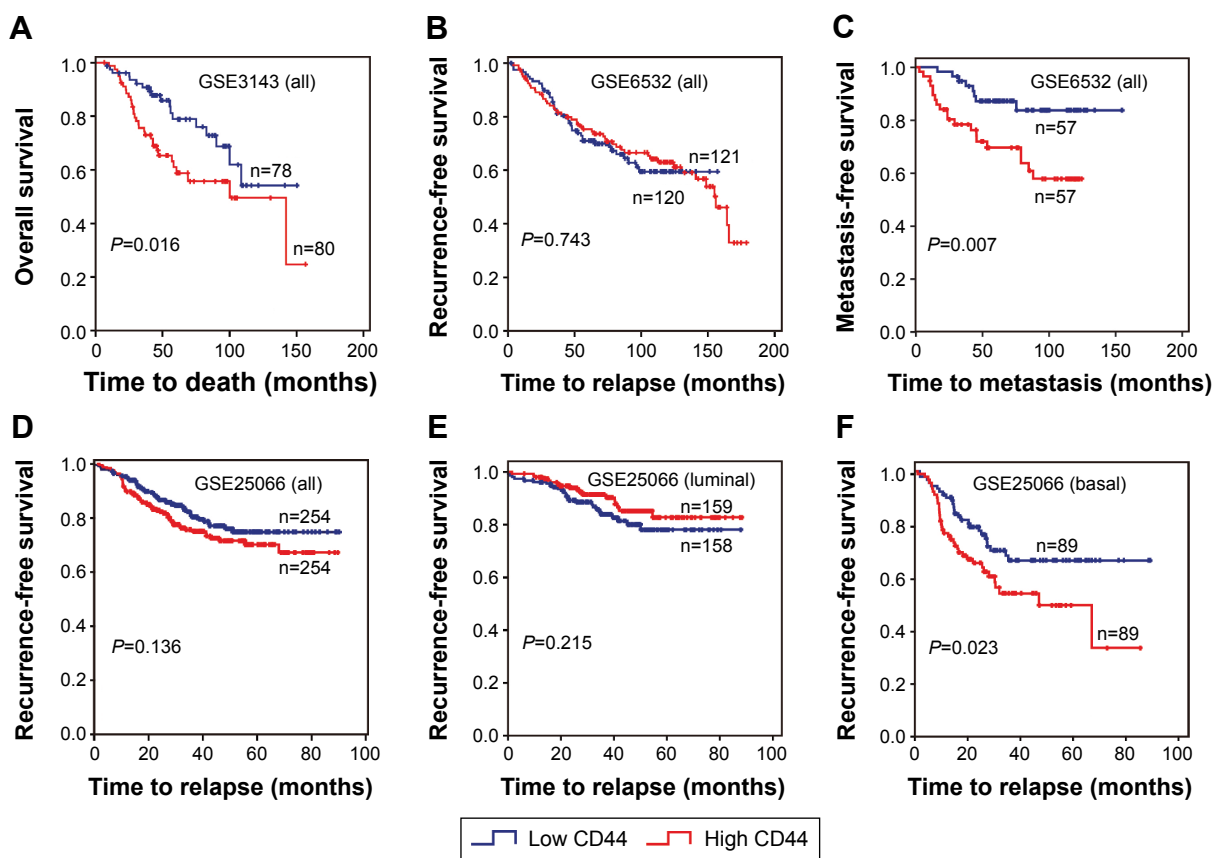 A
GSE3143 (all)
Overall survival
1.0
0.8
0.6
0.4
0.2
0.0
n=78
n=80
P=0.016
0 50 100 150 200
Time to death (months)
B
GSE6532 (all)
Recurrence-free survival
1.0
0.8
0.6
0.4
0.2
0.0
n=121
n=120
P=0.743
0 50 100 150 200
Time to relapse (months)
C
GSE6532 (all)
Metastasis-free survival
1.0
0.8
0.6
0.4
0.2
0.0
n=57
n=57
P=0.007
0 50 100 150 200
Time to metastasis (months)
D
GSE25066 (all)
Recurrence-free survival
1.0
0.8
0.6
0.4
0.8
0.0
n=254
n=254
P=0.136
0 20 40 60 80 100
Time to relapse (months)
E
GSE25066 (luminal)
Recurrence-free survival
1.0
0.8
0.6
0.4
0.8
0.0
n=159
n=158
P=0.215
0 20 40 60 80 100
Time to relapse (months)
F
GSE25066 (basal)
Recurrence-free survival
1.0
0.8
0.6
0.4
0.8
0.0
n=89
n=89
P=0.023
0 20 40 60 80 100
Time to relapse (months)
Low CD44 High CD44